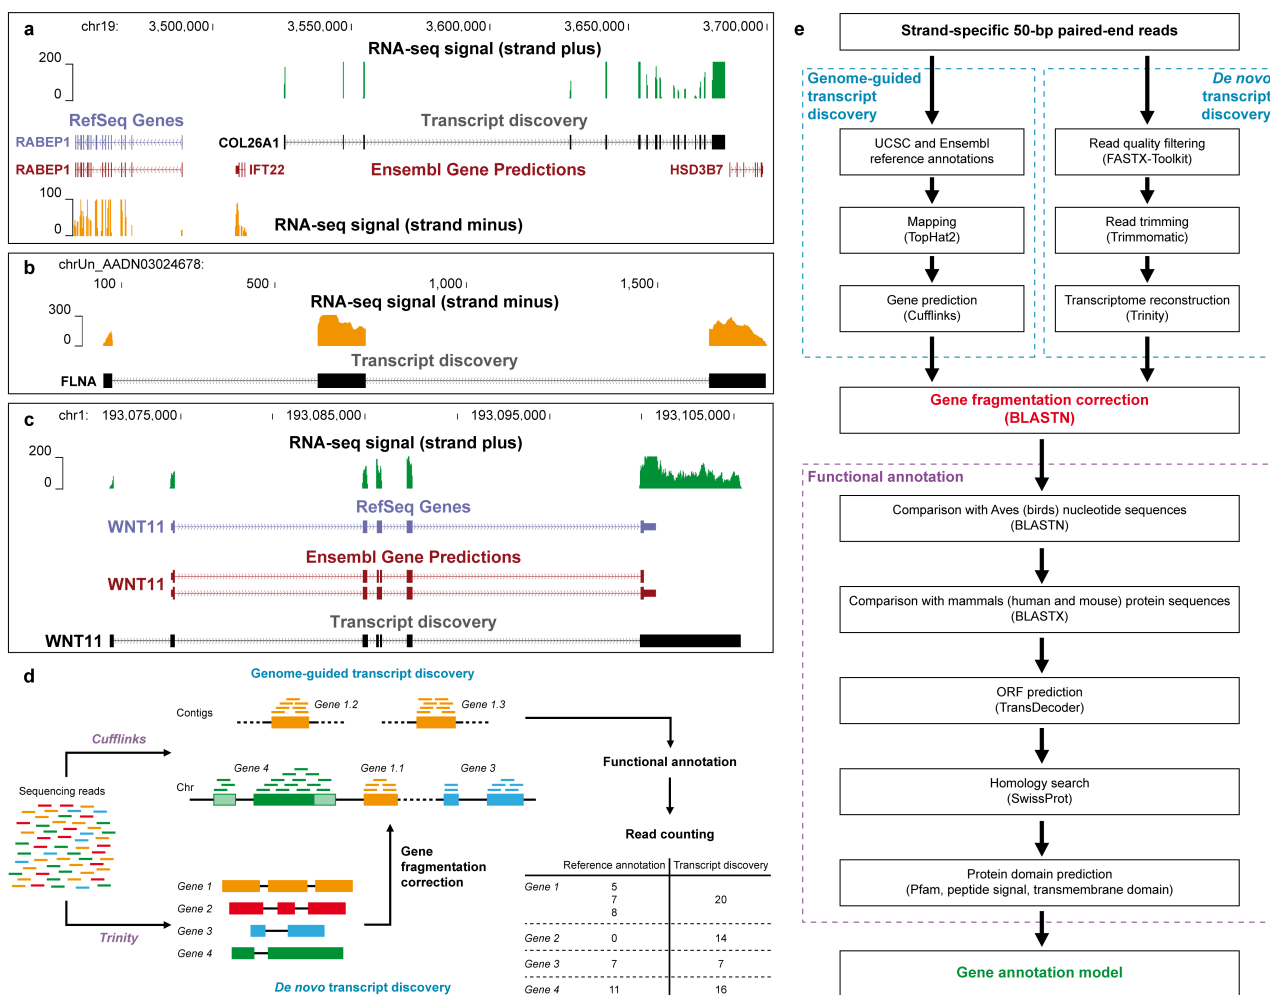 a
chr19: 3,500,000 3,550,000 3,600,000 3,650,000 3,700,000
RNA-seq signal (strand plus)
200
0
RefSeq Genes
Transcript discovery
RABEP1
COL26A1
RABEP1
IFT22
Ensembl Gene Predictions
HSD3B7
100
0
RNA-seq signal (strand minus)
b
chrUn_AADN03024678:
100 500 1,000 1,500
RNA-seq signal (strand minus)
300
0
Transcript discovery
FLNA
c
chr1: 193,075,000 193,085,000 193,095,000 193,105,000
RNA-seq signal (strand plus)
200
0
RefSeq Genes
WNT11
Ensembl Gene Predictions
WNT11
Transcript discovery
WNT11
d
Genome-guided transcript discovery
Contigs
Gene 1.2
Gene 1.3
Cufflinks
Functional annotation
Gene 4
Gene 1.1
Gene 3
Chr
Sequencing reads
Read counting
Gene
fragmentation
correction
Gene 1
Gene 2
Gene 3
Gene 4
Trinity
De novo transcript discovery
Reference annotation Transcript discovery
Gene 1 5
7 20
8
Gene 2 0 14
Gene 3 7 7
Gene 4 11 16
e
Strand-specific 50-bp paired-end reads
Genome-guided
transcript
discovery
De novo
transcript
discovery
UCSC and Ensembl
reference annotations
Read quality filtering
(FASTX-Toolkit)
Mapping
(TopHat2)
Read trimming
(Trimmomatic)
Gene prediction
(Cufflinks)
Transcriptome reconstruction
(Trinity)
Gene fragmentation correction
(BLASTN)
Functional annotation
Comparison with Aves (birds) nucleotide sequences
(BLASTN)
Comparison with mammals (human and mouse) protein sequences
(BLASTX)
ORF prediction
(TransDecoder)
Homology search
(SwissProt)
Protein domain prediction
(Pfam, peptide signal, transmembrane domain)
Gene annotation model